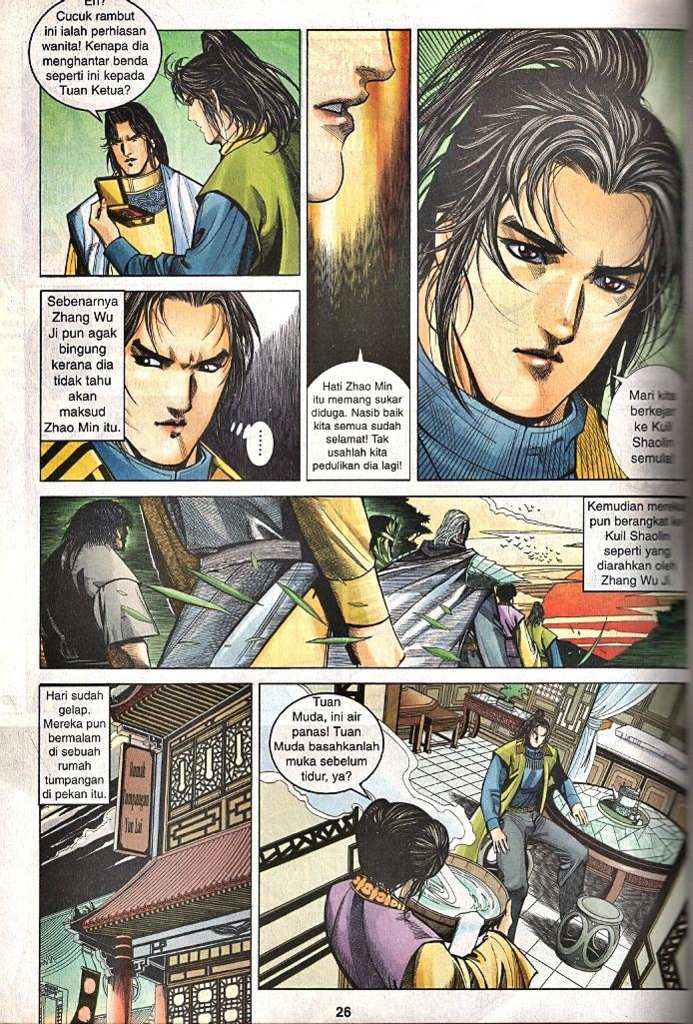 Eh?
Cucuk rambut
ini ialah perhiasan
wanita! Kenapa dia
menghantar benda
seperti ini kepada
Tuan Ketua?
Hati Zhao Min
itu memang sukar
diduga. Nasib baik
kita semua sudah
selamat! Tak
usahlah kita
pedulikan dia lagi!
Mari kita
berkejar
ke Kuil
Shaolin
semula!
Sebenarnya
Zhang Wu
Ji pun agak
bingung
kerana dia
tidak tahu
akan
maksud
Zhao Min itu.
......
Kemudian mereka
pun berangkat ke
Kuil Shaolin
seperti yang
diarahkan oleh
Zhang Wu Ji.
Hari sudah
gelap.
Mereka pun
bermalam
di sebuah
rumah
tumpangan
di pekan itu.
Rumah
Tumpangan
Yun Lai
Tuan
Muda, ini air
panas! Tuan
Muda basahkanlah
muka sebelum
tidur, ya?
26